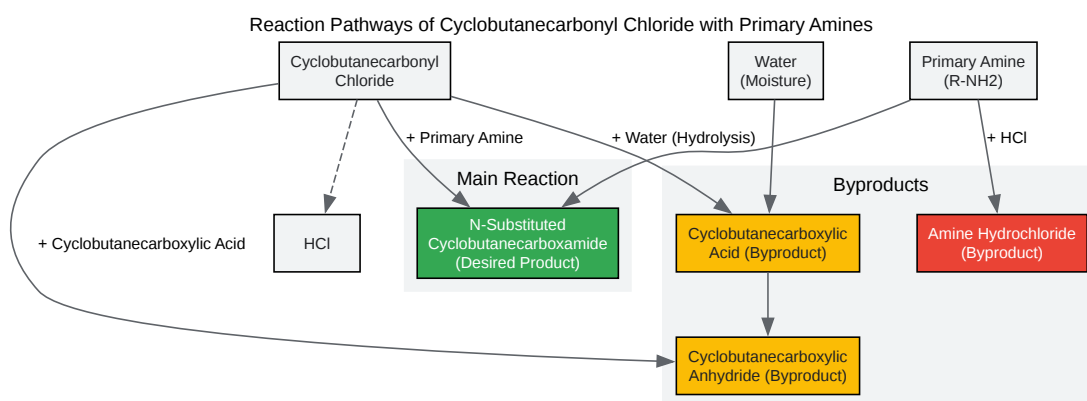 Reaction Pathways of Cyclobutanecarbonyl Chloride with Primary Amines
Cyclobutanecarbonyl
Chloride
Water
(Moisture)
Primary Amine
(R-NH2)
+ Primary Amine
+ Water (Hydrolysis)
+ HCl
Main Reaction
Byproducts
+ Cyclobutanecarboxylic Acid
HCl
N-Substituted
Cyclobutanecarboxamide
(Desired Product)
Cyclobutanecarboxylic
Acid (Byproduct)
Amine Hydrochloride
(Byproduct)
Cyclobutanecarboxylic
Anhydride (Byproduct)